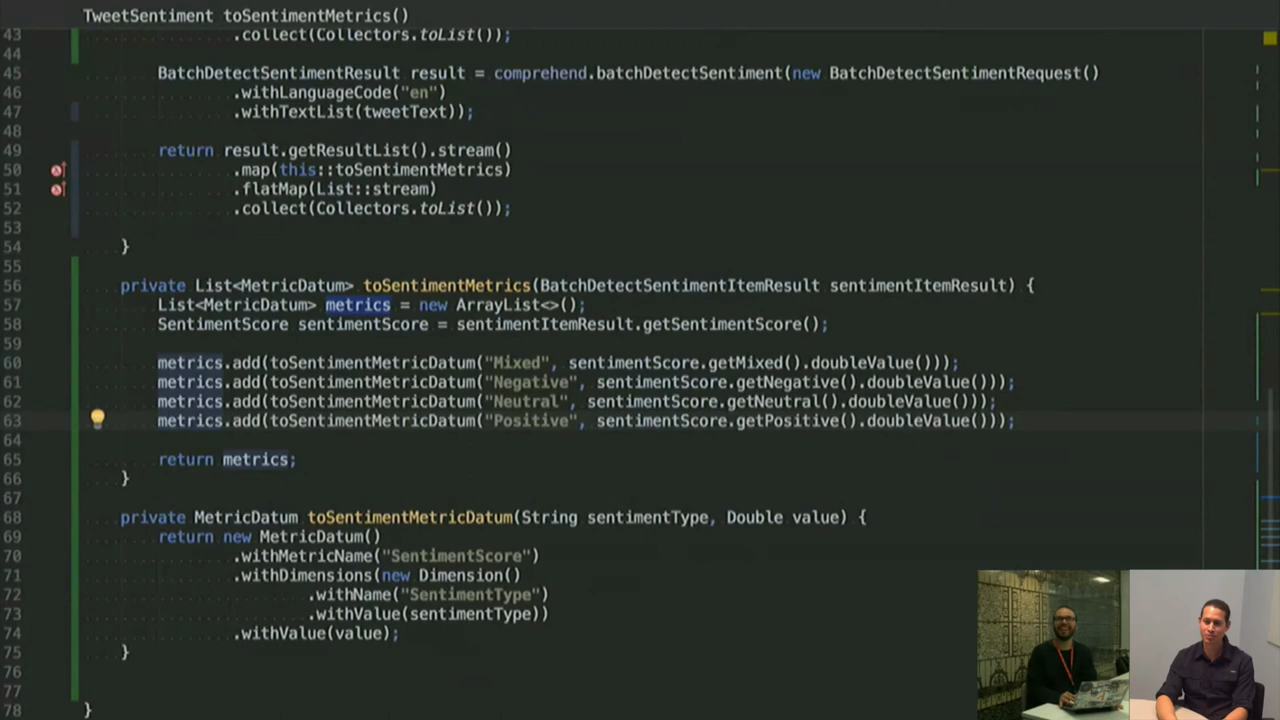 TweetSentiment toSentimentMetrics()
43 .collect(Collectors.toList());
44
45 BatchDetectSentimentResult result = comprehend.batchDetectSentiment(new BatchDetectSentimentRequest()
46 .withLanguageCode("en")
47 .withTextList(tweetText));
48
49 return result.getResultList().stream()
50 .map(this::toSentimentMetrics)
51 .flatMap(List::stream)
52 .collect(Collectors.toList());
53
54 }
55
56 private List<MetricDatum> toSentimentMetrics(BatchDetectSentimentItemResult sentimentItemResult) {
57 List<MetricDatum> metrics = new ArrayList<>();
58 SentimentScore sentimentScore = sentimentItemResult.getSentimentScore();
59
60 metrics.add(toSentimentMetricDatum("Mixed", sentimentScore.getMixed().doubleValue()));
61 metrics.add(toSentimentMetricDatum("Negative", sentimentScore.getNegative().doubleValue()));
62 metrics.add(toSentimentMetricDatum("Neutral", sentimentScore.getNeutral().doubleValue()));
63 metrics.add(toSentimentMetricDatum("Positive", sentimentScore.getPositive().doubleValue()));
64
65 return metrics;
66 }
67
68 private MetricDatum toSentimentMetricDatum(String sentimentType, Double value) {
69 return new MetricDatum()
70 .withMetricName("SentimentScore")
71 .withDimensions(new Dimension()
72 .withName("SentimentType")
73 .withValue(sentimentType))
74 .withValue(value);
75 }
76
77
78 }